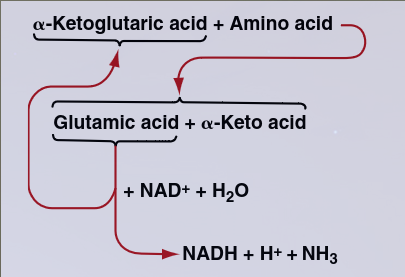 α-Ketoglutaric acid + Amino acid
Glutamic acid + α-Keto acid
+ NAD⁺ + H₂O
NADH + H⁺ + NH₃